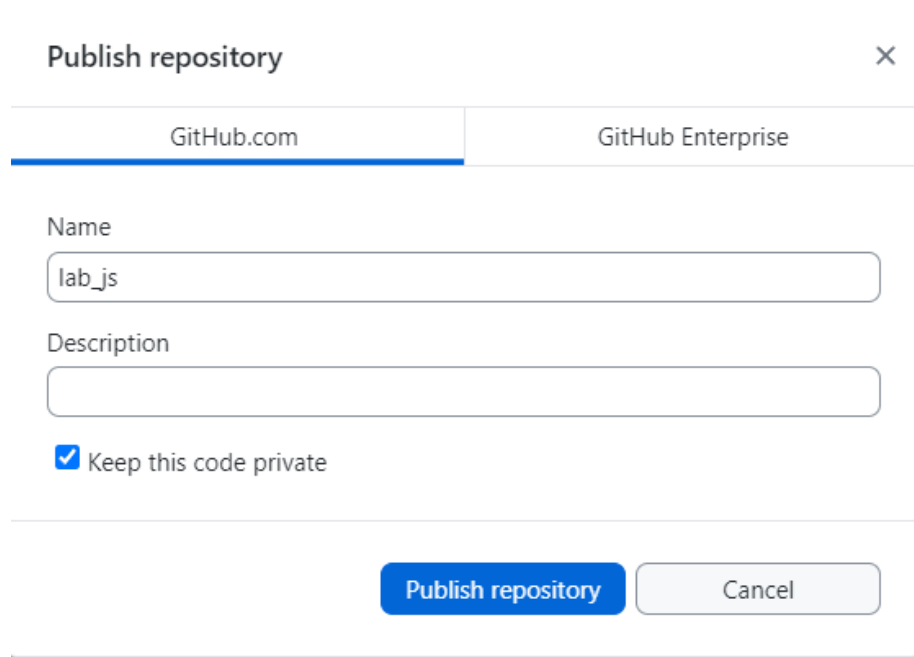 Publish repository
GitHub.com GitHub Enterprise
Name
lab_js
Description
Keep this code private
Publish repository Cancel